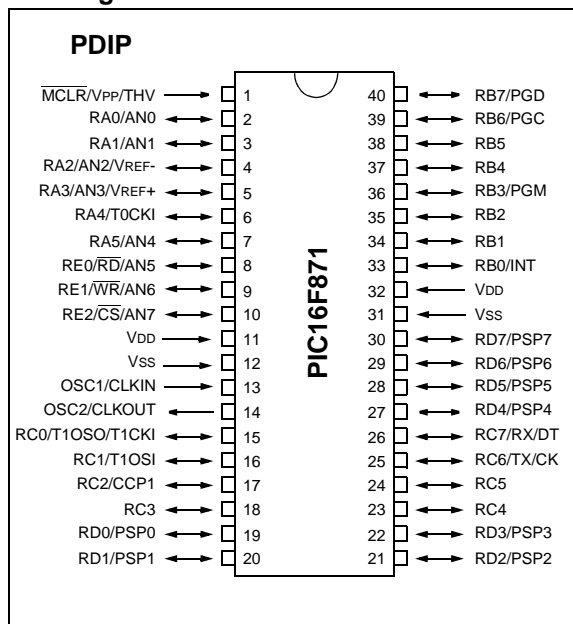 PDIP
MCLR/VPP/THV 1 40 RB7/PGD
RA0/AN0 2 39 RB6/PGC
RA1/AN1 3 38 RB5
RA2/AN2/VREF- 4 37 RB4
RA3/AN3/VREF+ 5 36 RB3/PGM
RA4/T0CKI 6 35 RB2
RA5/AN4 7 34 RB1
RE0/RD/AN5 8 33 RB0/INT
RE1/WR/AN6 9 32 VDD
RE2/CS/AN7 10 31 VSS
VDD 11 30 RD7/PSP7
VSS 12 29 RD6/PSP6
OSC1/CLKIN 13 28 RD5/PSP5
OSC2/CLKOUT 14 27 RD4/PSP4
RC0/T1OSO/T1CKI 15 26 RC7/RX/DT
RC1/T1OSI 16 25 RC6/TX/CK
RC2/CCP1 17 24 RC5
RC3 18 23 RC4
RD0/PSP0 19 22 RD3/PSP3
RD1/PSP1 20 21 RD2/PSP2
PIC16F871